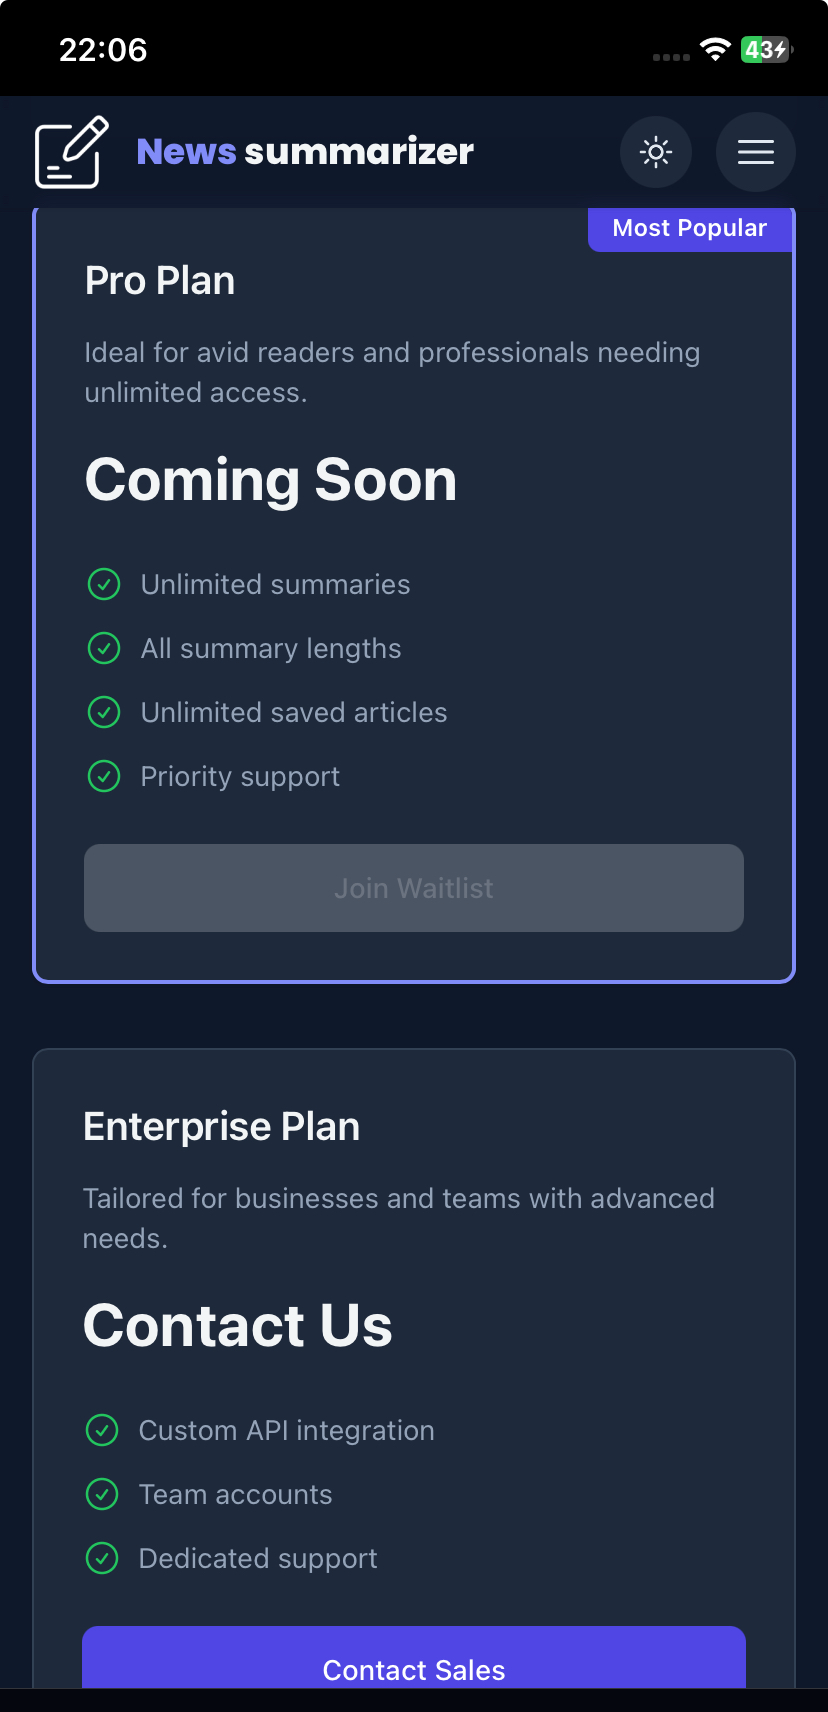 22:06
43
News summarizer
Most Popular
Pro Plan
Ideal for avid readers and professionals needing
unlimited access.
Coming Soon
Unlimited summaries
All summary lengths
Unlimited saved articles
Priority support
Join Waitlist
Enterprise Plan
Tailored for businesses and teams with advanced
needs.
Contact Us
Custom API integration
Team accounts
Dedicated support
Contact Sales